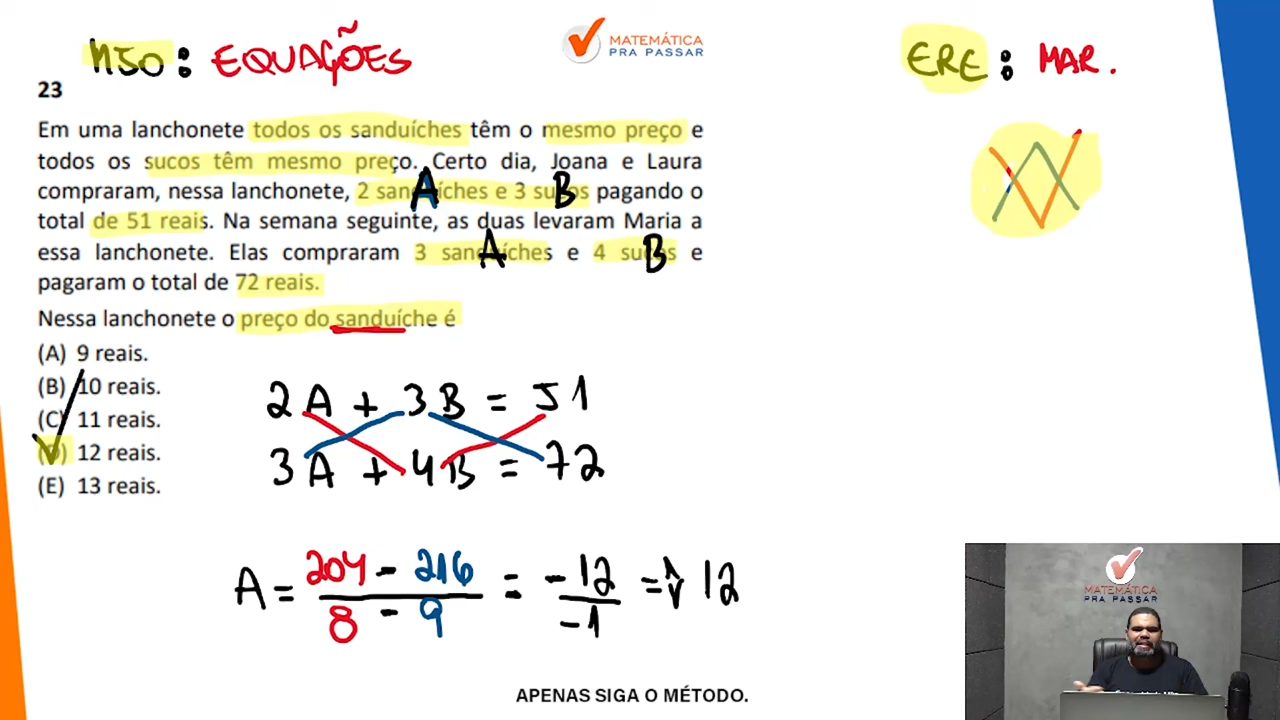 MJO: EQUAÇÕES
MATEMÁTICA
PRA PASSAR
ERE: MAR.
23
Em uma lanchonete todos os sanduíches têm o mesmo preço e
todos os sucos têm mesmo preço. Certo dia, Joana e Laura
compraram, nessa lanchonete, 2 sanduíches e 3 sucos pagando o
A B
total de 51 reais. Na semana seguinte, as duas levaram Maria a
essa lanchonete. Elas compraram 3 sanduíches e 4 sucos e
A B
pagaram o total de 72 reais.
Nessa lanchonete o preço do sanduíche é
(A) 9 reais.
(B) 10 reais.
(C) 11 reais.
(D) 12 reais.
(E) 13 reais.
2A + 3B = 51
3A + 4B = 72
A = 204 - 216 = -12 = 12
8 - 9 -1
MATEMÁTICA
PRA PASSAR
APENAS SIGA O MÉTODO.